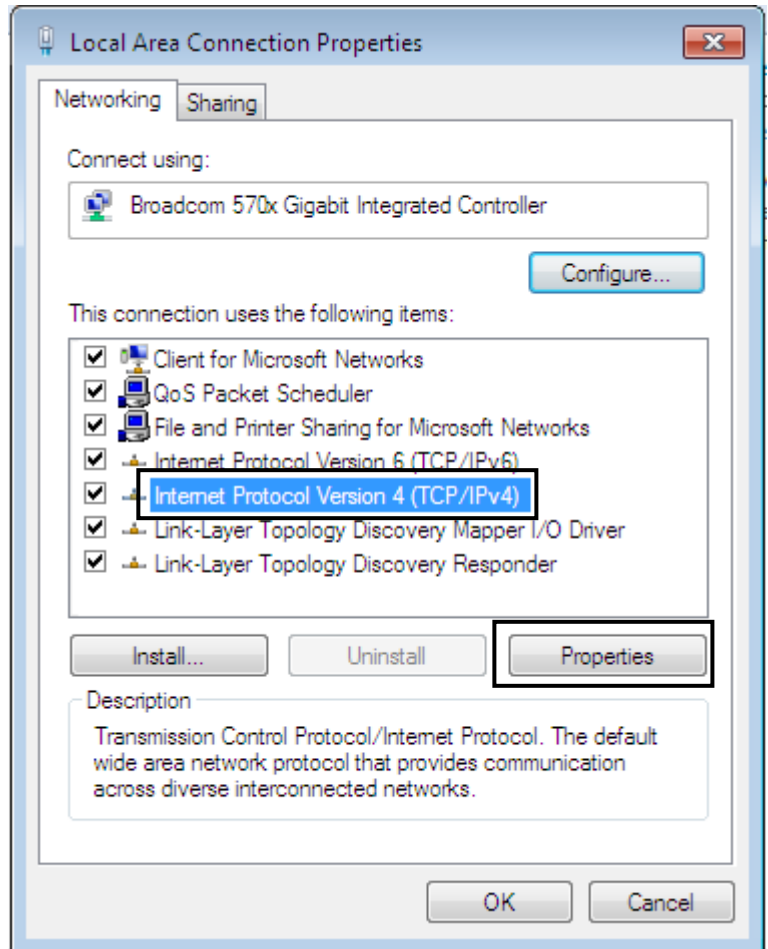 Local Area Connection Properties
Networking
Sharing
Connect using:
Broadcom 570x Gigabit Integrated Controller
Configure...
This connection uses the following items:
Client for Microsoft Networks
QoS Packet Scheduler
File and Printer Sharing for Microsoft Networks
Internet Protocol Version 6 (TCP/IPv6)
Internet Protocol Version 4 (TCP/IPv4)
Link-Layer Topology Discovery Mapper I/O Driver
Link-Layer Topology Discovery Responder
Install...
Uninstall
Properties
Description
Transmission Control Protocol/Internet Protocol. The default
wide area network protocol that provides communication
across diverse interconnected networks.
OK
Cancel